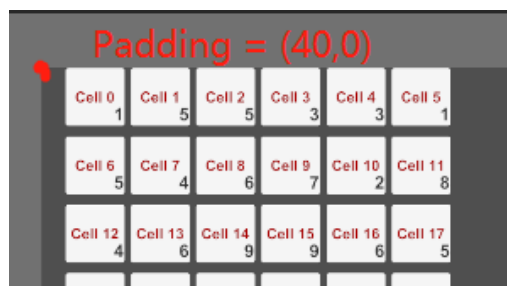 Padding = (40,0)
Cell 0 Cell 1 Cell 2 Cell 3 Cell 4 Cell 5
1 5 5 3 3 1
Cell 6 Cell 7 Cell 8 Cell 9 Cell 10 Cell 11
5 4 6 7 2 8
Cell 12 Cell 13 Cell 14 Cell 15 Cell 16 Cell 17
4 6 9 9 6 5